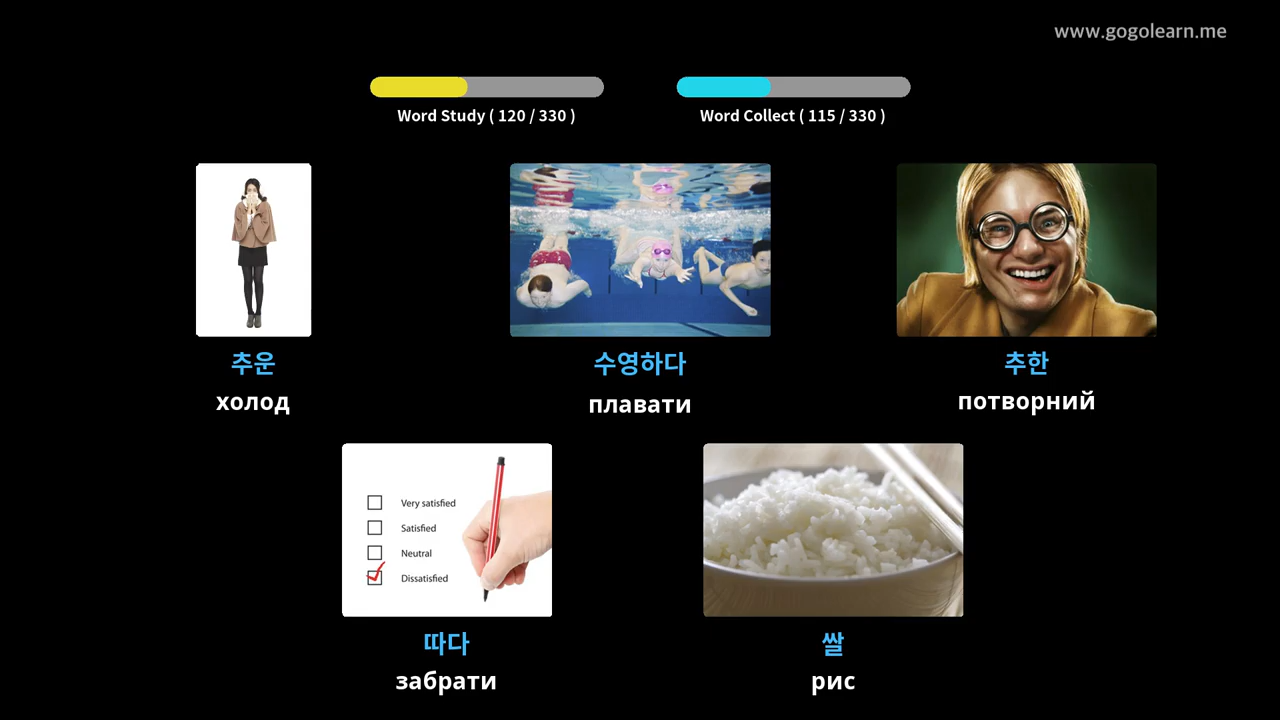 www.gogolearn.me
Word Study ( 120 / 330 )
Word Collect ( 115 / 330 )
추운
холод
수영하다
плавати
추한
потворний
Very satisfied
Satisfied
Neutral
Dissatisfied
따다
забрати
쌀
рис